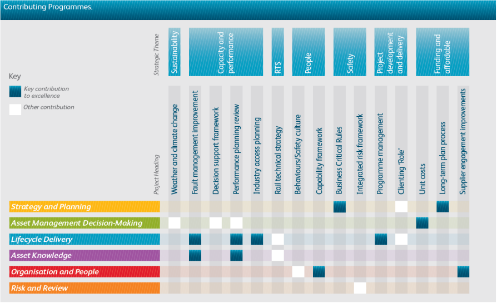 Contributing Programmes.
Strategic Theme
Sustainability
Capacity and
performance
RTS
People
Safety
Project
development
and delivery
Funding and
affordable
Key
Key contribution
to excellence
Other contribution
Project Heading
Weather and climate change
Fault management improvement
Decision support framework
Performance planning review
Industry access planning
Rail technical strategy
Behaviours/Safety culture
Capability framework
Business Critical Rules
Integrated risk framework
Programme management
Clienting 'Role'
Unit costs
Long-term plan process
Supplier engagement improvements
Strategy and Planning
Asset Management Decision-Making
Lifecycle Delivery
Asset Knowledge
Organisation and People
Risk and Review